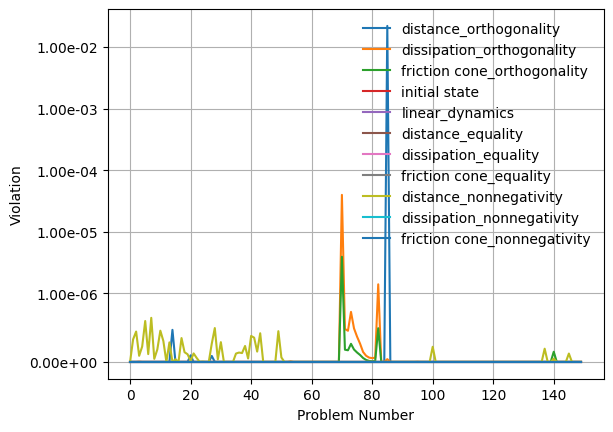 distance_orthogonality
dissipation_orthogonality
friction cone_orthogonality
initial state
linear_dynamics
distance_equality
dissipation_equality
friction cone_equality
distance_nonnegativity
dissipation_nonnegativity
friction cone_nonnegativity
1.00e-02
1.00e-03
1.00e-04
1.00e-05
1.00e-06
0.00e+00
Violation
0 20 40 60 80 100 120 140
Problem Number